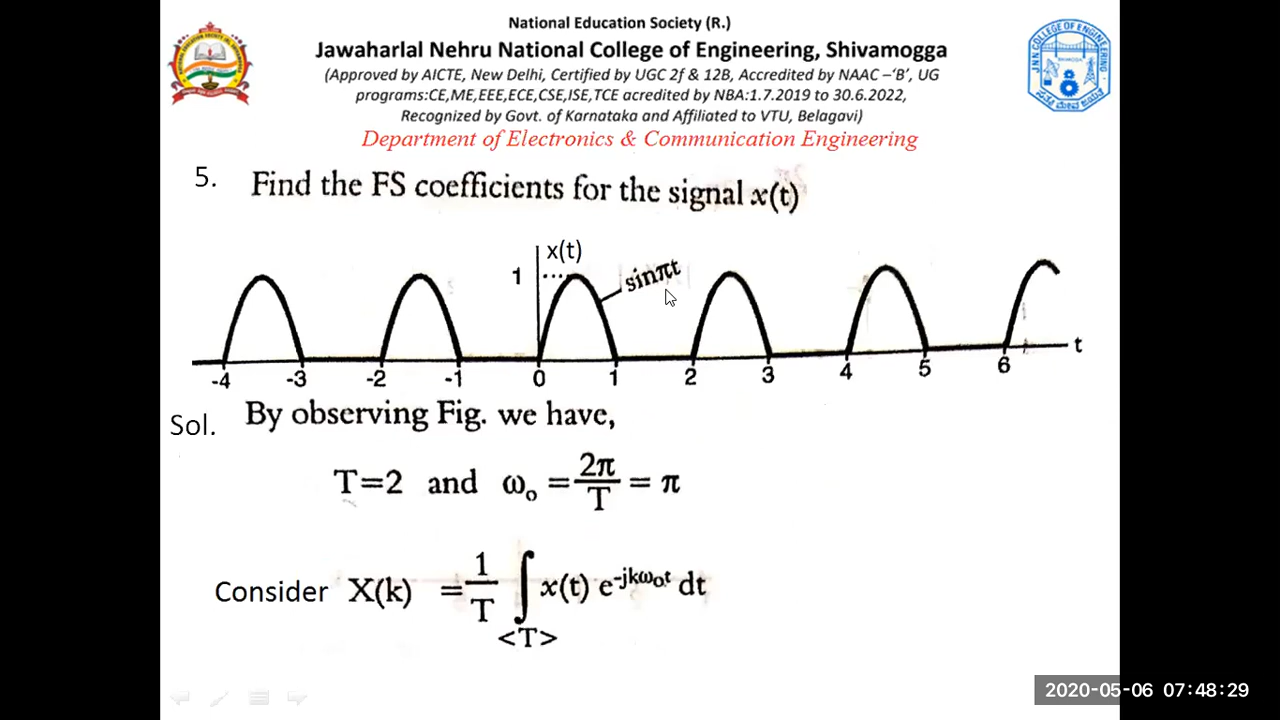 National Education Society (R.)
Jawaharlal Nehru National College of Engineering, Shivamogga
(Approved by AICTE, New Delhi, Certified by UGC 2f & 12B, Accredited by NAAC –‘B’, UG
programs:CE,ME,EEE,ECE,CSE,ISE,TCE acredited by NBA:1.7.2019 to 30.6.2022,
Recognized by Govt. of Karnataka and Affiliated to VTU, Belagavi)
Department of Electronics & Communication Engineering
5. Find the FS coefficients for the signal x(t)
x(t)
1 sinπt
t
-4 -3 -2 -1 0 1 2 3 4 5 6
Sol. By observing Fig. we have,
T=2 and ω₀ = 2π/T = π
Consider X(k) = 1/T ∫<T> x(t) e^-jkω₀t dt
2020-05-06 07:48:29